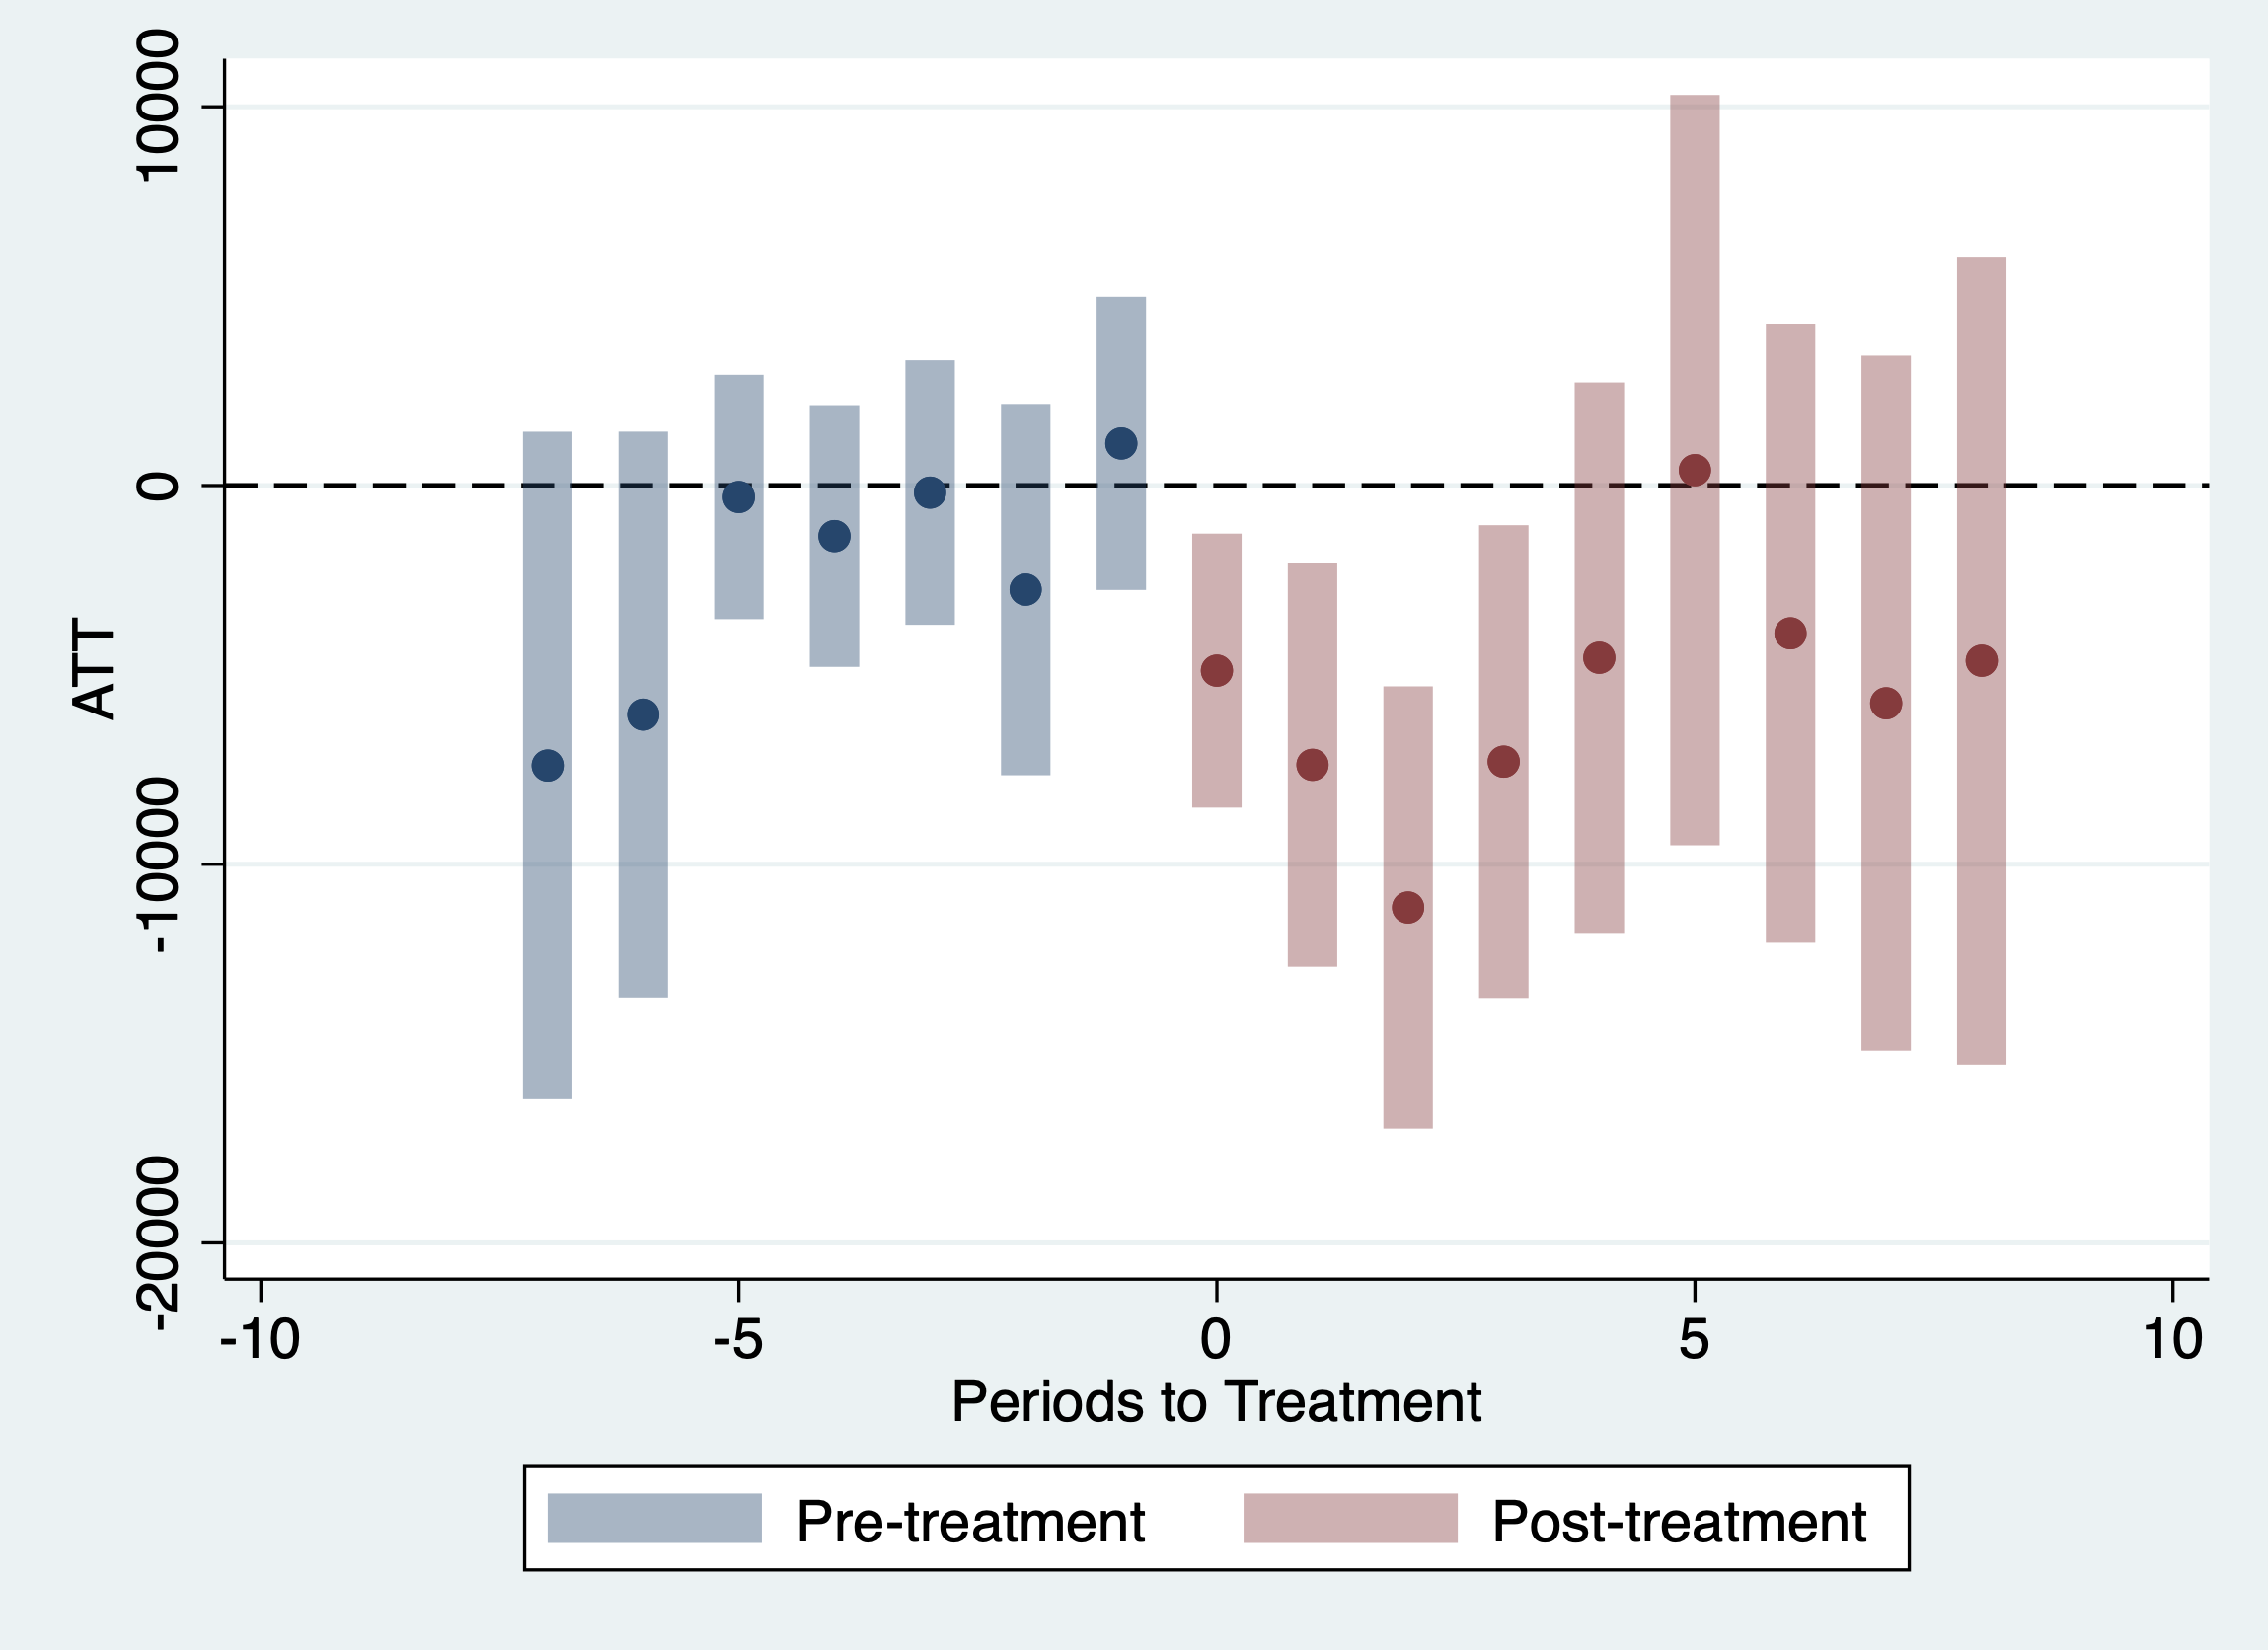 10000
0
-10000
-20000
ATT
-10 -5 0 5 10
Periods to Treatment
Pre-treatment Post-treatment